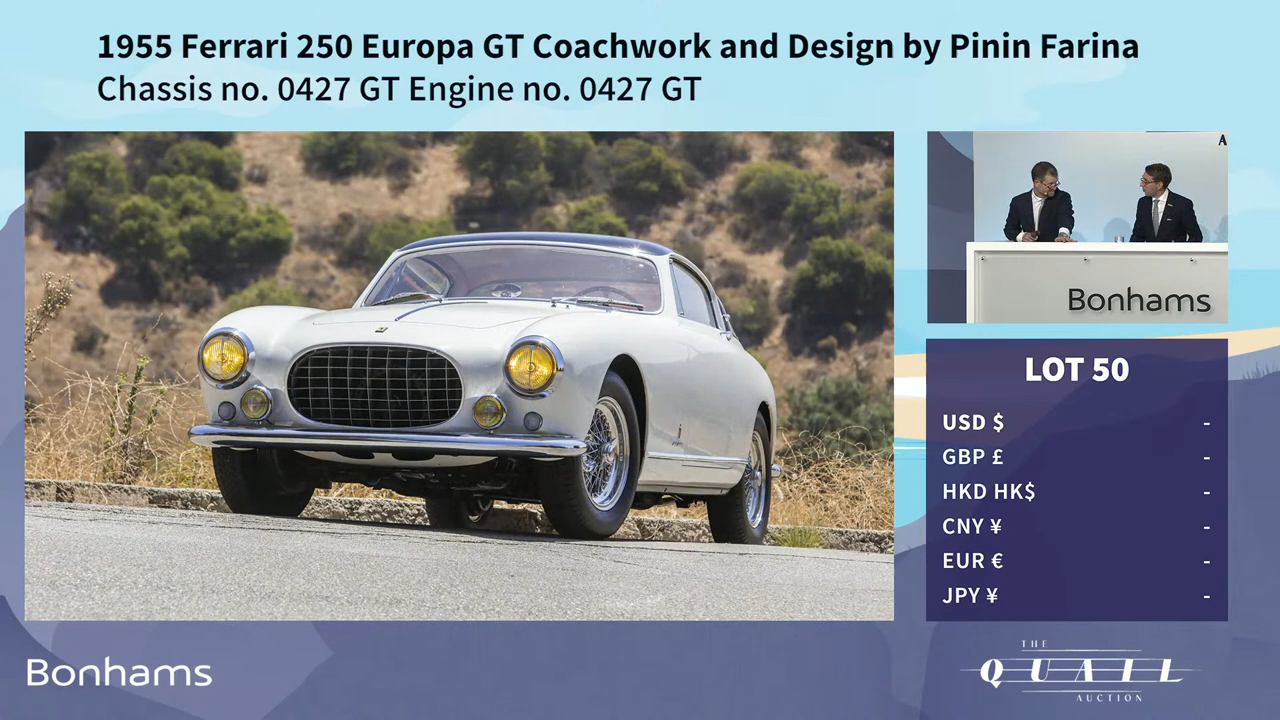 1955 Ferrari 250 Europa GT Coachwork and Design by Pinin Farina
Chassis no. 0427 GT Engine no. 0427 GT
A
Bonhams
LOT 50
USD $ -
GBP £ -
HKD HK$ -
CNY ¥ -
EUR € -
JPY ¥ -
Bonhams
THE
QUAIL
AUCTION